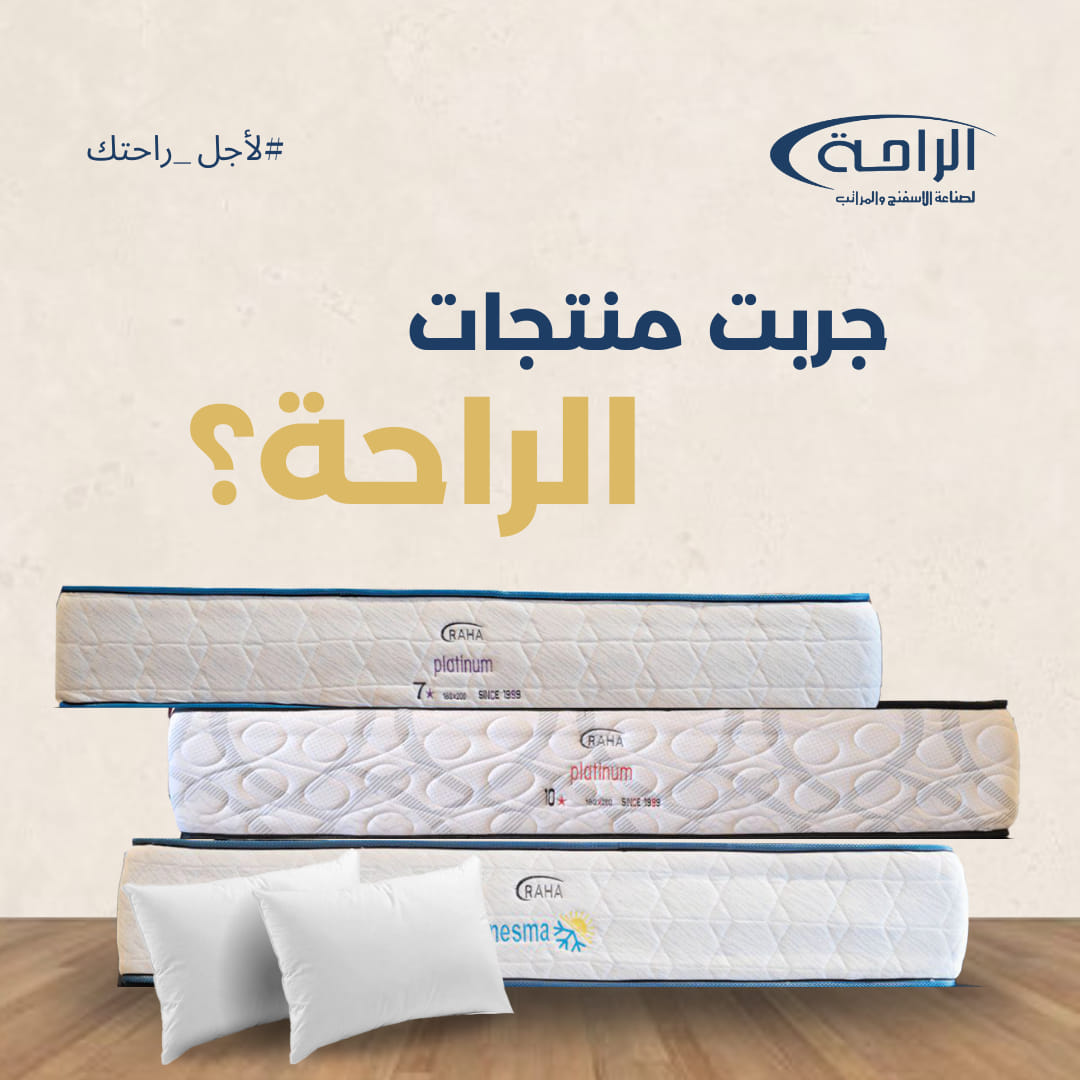 الراحة
لصناعة الاسفنج والمراتب
#لأجل_راحتك
جربت منتجات
الراحة؟
RAHA
platinum
7★ 160x200 SINCE 1999
RAHA
platinum
10★ SINCE 1999
RAHA
nesma